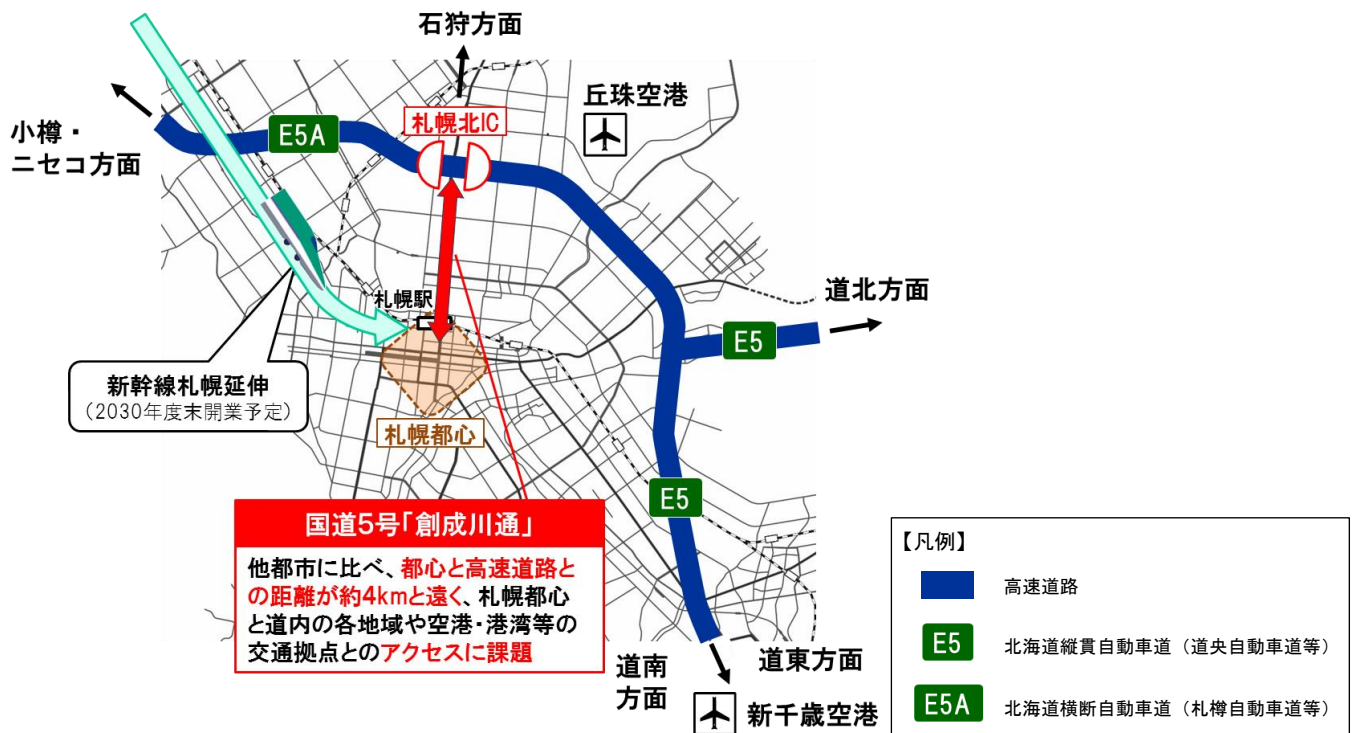 石狩方面
丘珠空港
札幌北IC
E5A
小樽・
ニセコ方面
道北方面
札幌駅
E5
新幹線札幌延伸
（2030年度末開業予定）
札幌都心
E5
国道5号「創成川通」
他都市に比べ、都心と高速道路と
の距離が約4kmと遠く、札幌都心
と道内の各地域や空港・港湾等の
交通拠点とのアクセスに課題
道南
方面
道東方面
新千歳空港
【凡例】
高速道路
E5 北海道縦貫自動車道（道央自動車道等）
E5A 北海道横断自動車道（札樽自動車道等）